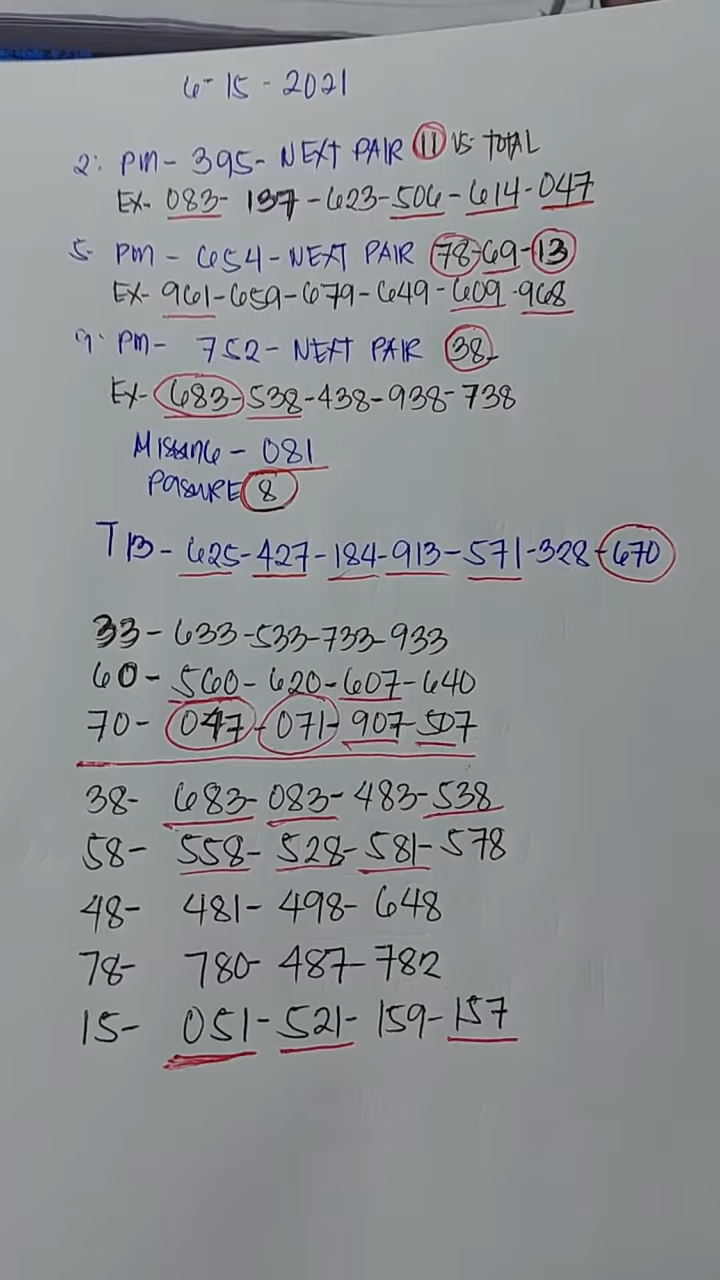 6-15-2021
2: PM- 395- NEXT PAIR 11 VS TOTAL
EX- 083- 137-623-506-614-047
5 PM- 654-NEXT PAIR 78-69-13
EX- 961-659-679-649-609-968
9: PM- 752-NEXT PAIR 38-
EX- 683-538-438-938-738
MISSING- 081
PASURE 8
TB- 625-427-184-913-571-328-670
33- 633-533-733-933
60- 560-620-607-640
70- 047-071-907-507
38- 683-083-483-538
58- 558-528-581-578
48- 481-498-648
78- 780-487-782
15- 051-521-159-157